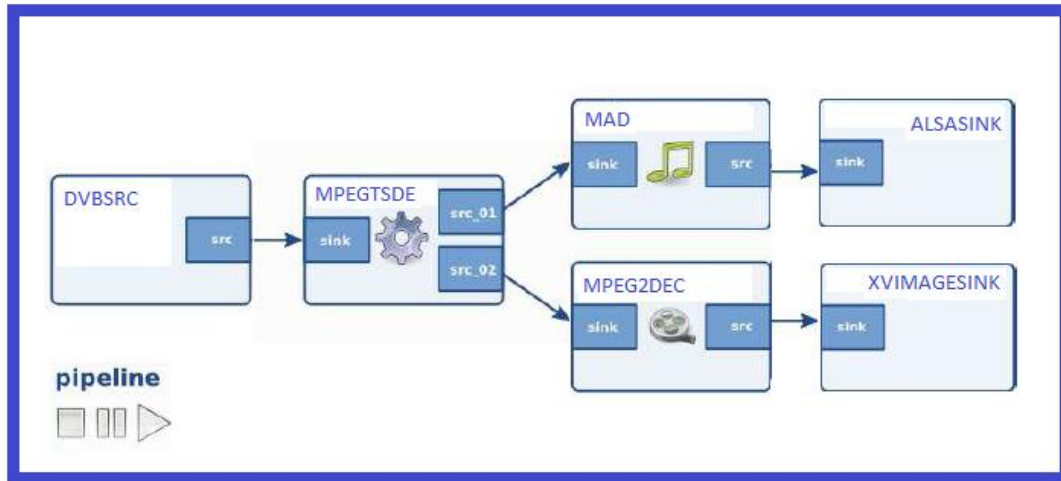 DVBSRC
src
MPEGTSDE
sink
src_01
src_02
MAD
sink
src
ALSASINK
sink
MPEG2DEC
sink
src
XVIMAGESINK
sink
pipeline